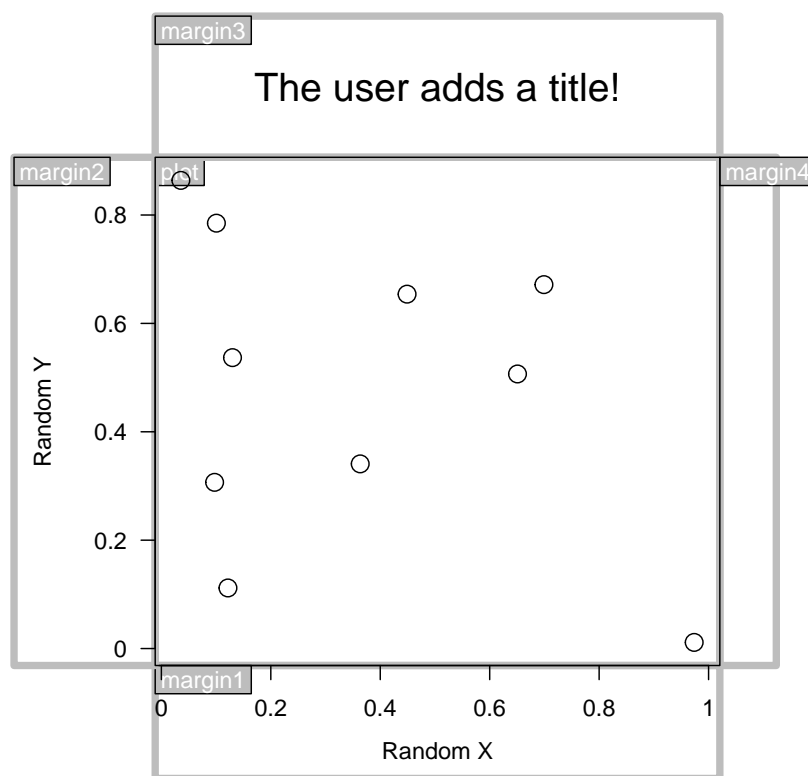 margin3
The user adds a title!
margin2
plot
margin4
0.8
0.6
0.4
0.2
0
Random Y
margin1
0 0.2 0.4 0.6 0.8 1
Random X